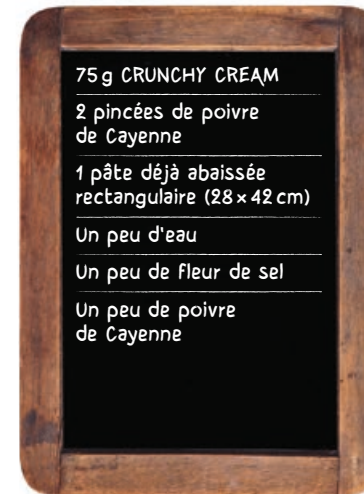 75 g CRUNCHY CREAM
2 pincées de poivre
de Cayenne
1 pâte déjà abaissée
rectangulaire (28 × 42 cm)
Un peu d'eau
Un peu de fleur de sel
Un peu de poivre
de Cayenne